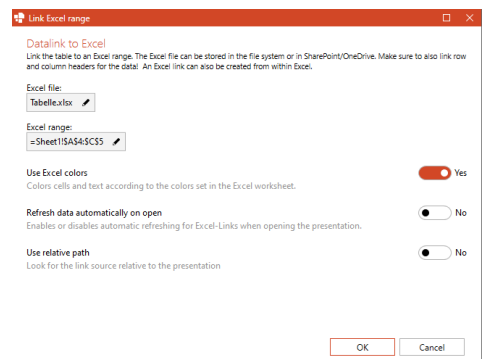 Link Excel range
Datalink to Excel
Link the table to an Excel range. The Excel file can be stored in the file system or in SharePoint/OneDrive. Make sure to also link row
and column headers for the data! An Excel link can also be created from within Excel.
Excel file:
Tabelle.xlsx
Excel range:
=Sheet1!$A$4:$C$5
Use Excel colors
Yes
Colors cells and text according to the colors set in the Excel worksheet.
Refresh data automatically on open
No
Enables or disables automatic refreshing for Excel-Links when opening the presentation.
Use relative path
No
Look for the link source relative to the presentation
OK
Cancel